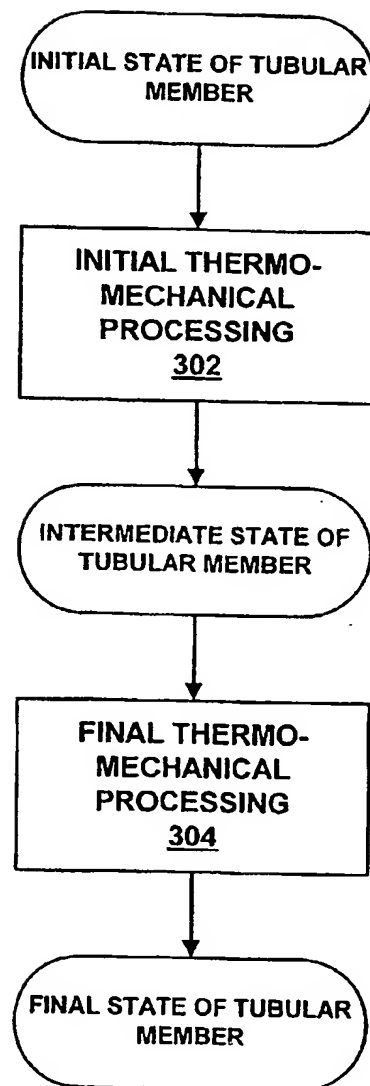 INITIAL STATE OF TUBULAR
MEMBER
INITIAL THERMO-
MECHANICAL
PROCESSING
302
INTERMEDIATE STATE OF
TUBULAR MEMBER
FINAL THERMO-
MECHANICAL
PROCESSING
304
FINAL STATE OF TUBULAR
MEMBER